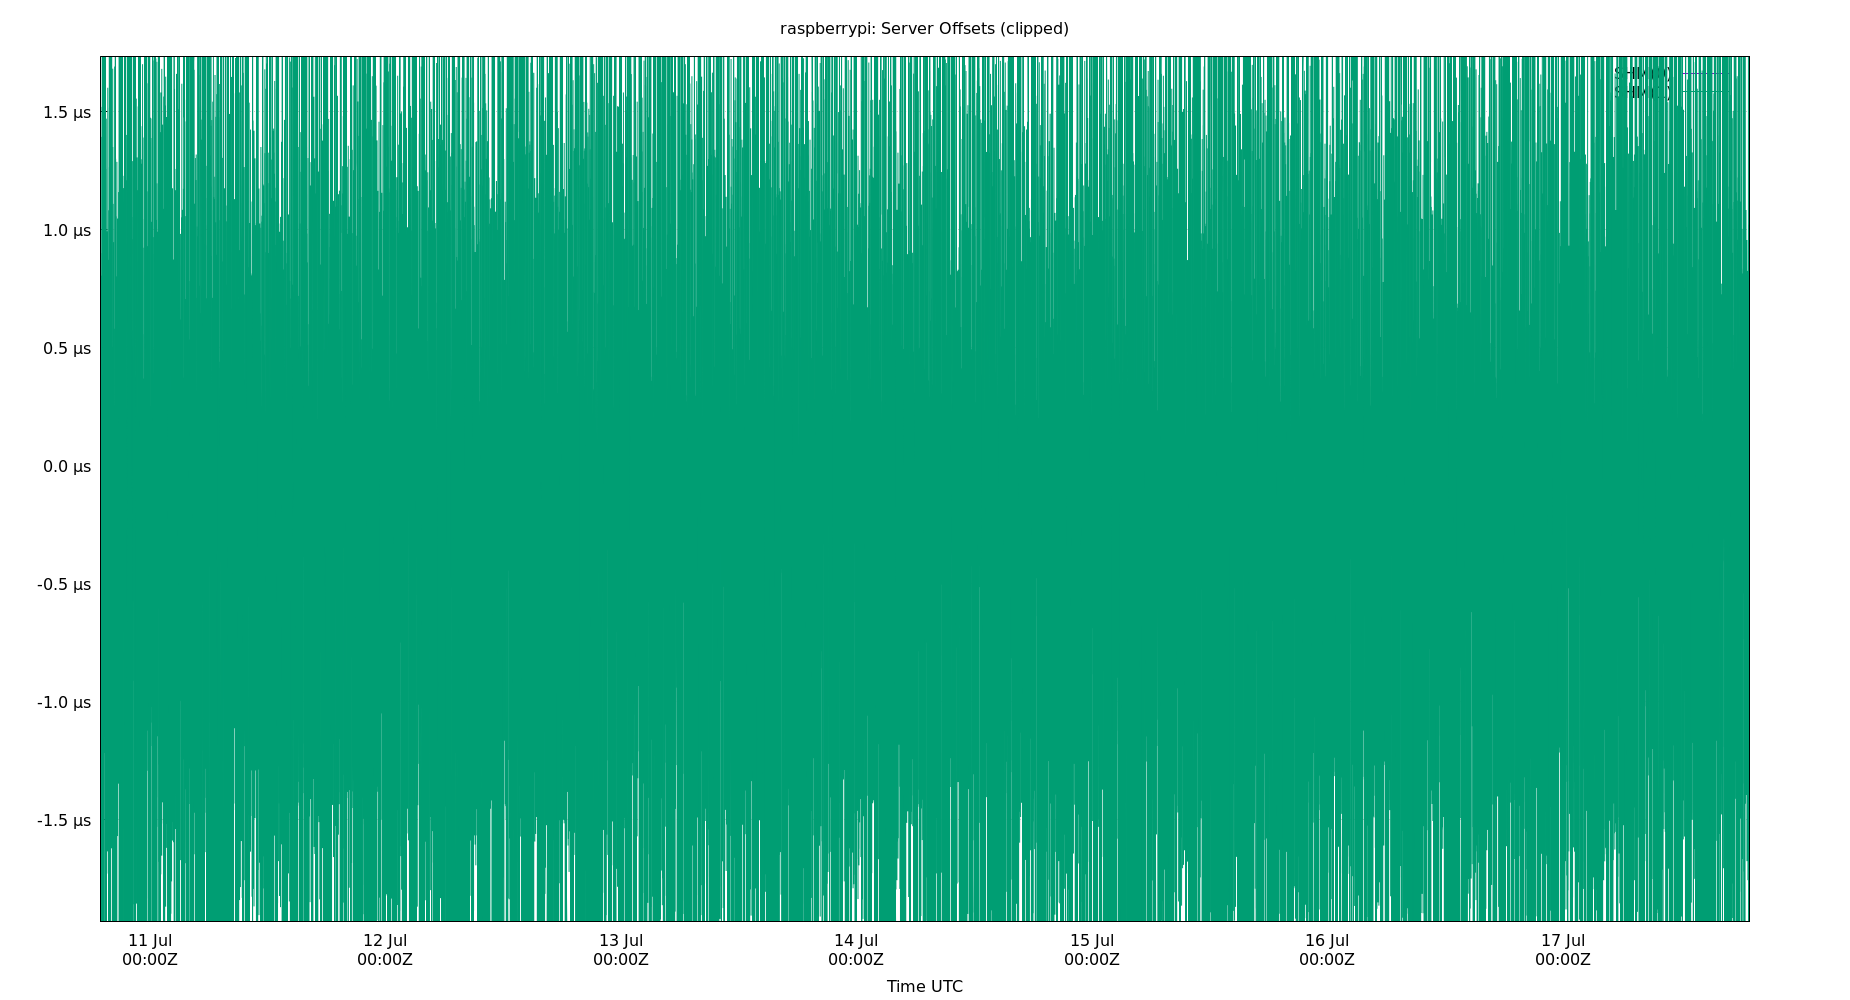 raspberrypi: Server Offsets (clipped)
1.5 µs
1.0 µs
0.5 µs
0.0 µs
-0.5 µs
-1.0 µs
-1.5 µs
11 Jul
00:00Z
12 Jul
00:00Z
13 Jul
00:00Z
14 Jul
00:00Z
15 Jul
00:00Z
16 Jul
00:00Z
17 Jul
00:00Z
Time UTC